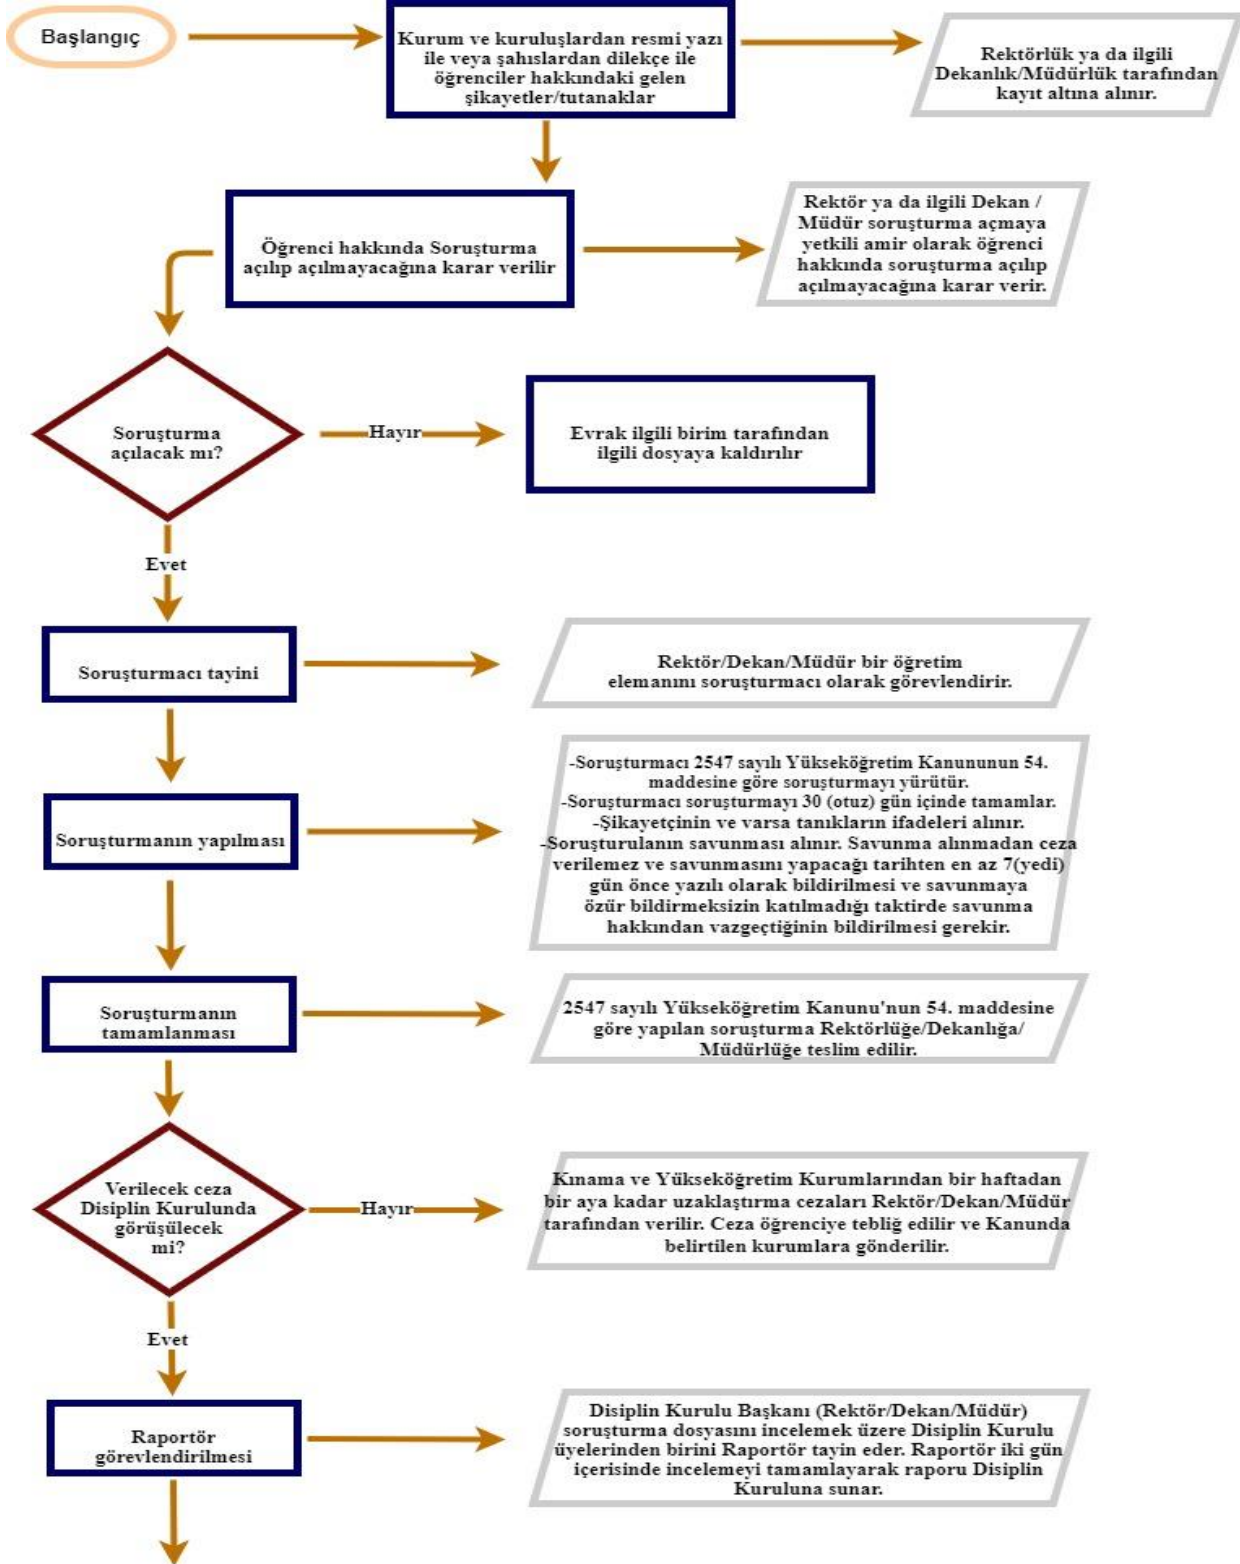 Başlangıç
Kurum ve kuruluşlardan resmi yazı
ile veya şahıslardan dilekçe ile
öğrenciler hakkındaki gelen
şikayetler/tutanaklar
Rektörlük ya da ilgili
Dekanlık/Müdürlük tarafından
kayıt altına alınır.
Öğrenci hakkında Soruşturma
açılıp açılmayacağına karar verilir
Rektör ya da ilgili Dekan /
Müdür soruşturma açmaya
yetkili amir olarak öğrenci
hakkında soruşturma açılıp
açılmayacağına karar verir.
Soruşturma
açılacak mı?
Hayır
Evrak ilgili birim tarafından
ilgili dosyaya kaldırılır
Evet
Soruşturmacı tayini
Rektör/Dekan/Müdür bir öğretim
elemanını soruşturmacı olarak görevlendirir.
Soruşturmanın yapılması
-Soruşturmacı 2547 sayılı Yükseköğretim Kanununun 54.
maddesine göre soruşturmayı yürütür.
-Soruşturmacı soruşturmayı 30 (otuz) gün içinde tamamlar.
-Şikayetçinin ve varsa tanıkların ifadeleri alınır.
-Soruşturulanın savunması alınır. Savunma alınmadan ceza
verilemez ve savunmasını yapacağı tarihten en az 7(yedi)
gün önce yazılı olarak bildirilmesi ve savunmaya
özür bildirmeksizin katılmadığı taktirde savunma
hakkından vazgeçtiğinin bildirilmesi gerekir.
Soruşturmanın
tamamlanması
2547 sayılı Yükseköğretim Kanunu'nun 54. maddesine
göre yapılan soruşturma Rektörlüğe/Dekanlığa/
Müdürlüğe teslim edilir.
Verilecek ceza
Disiplin Kurulunda
görüşülecek
mi?
Hayır
Kınama ve Yükseköğretim Kurumlarından bir haftadan
bir aya kadar uzaklaştırma cezaları Rektör/Dekan/Müdür
tarafından verilir. Ceza öğrenciye tebliğ edilir ve Kanunda
belirtilen kurumlara gönderilir.
Evet
Raportör
görevlendirilmesi
Disiplin Kurulu Başkanı (Rektör/Dekan/Müdür)
soruşturma dosyasını incelemek üzere Disiplin Kurulu
üyelerinden birini Raportör tayin eder. Raportör iki gün
içerisinde incelemeyi tamamlayarak raporu Disiplin
Kuruluna sunar.